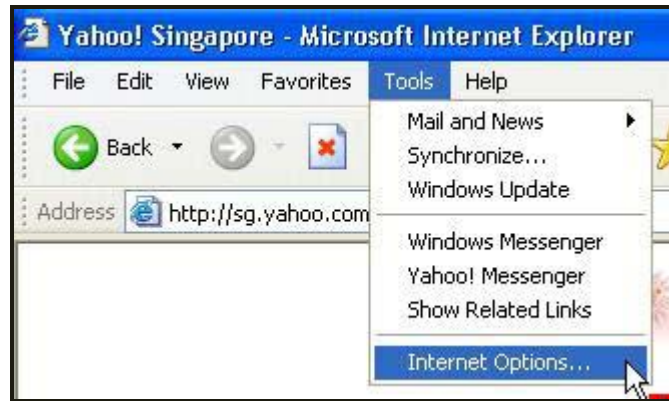 Yahoo! Singapore - Microsoft Internet Explorer
File Edit View Favorites Tools Help
Mail and News
Back
Synchronize...
Windows Update
Address http://sg.yahoo.com
Windows Messenger
Yahoo! Messenger
Show Related Links
Internet Options...